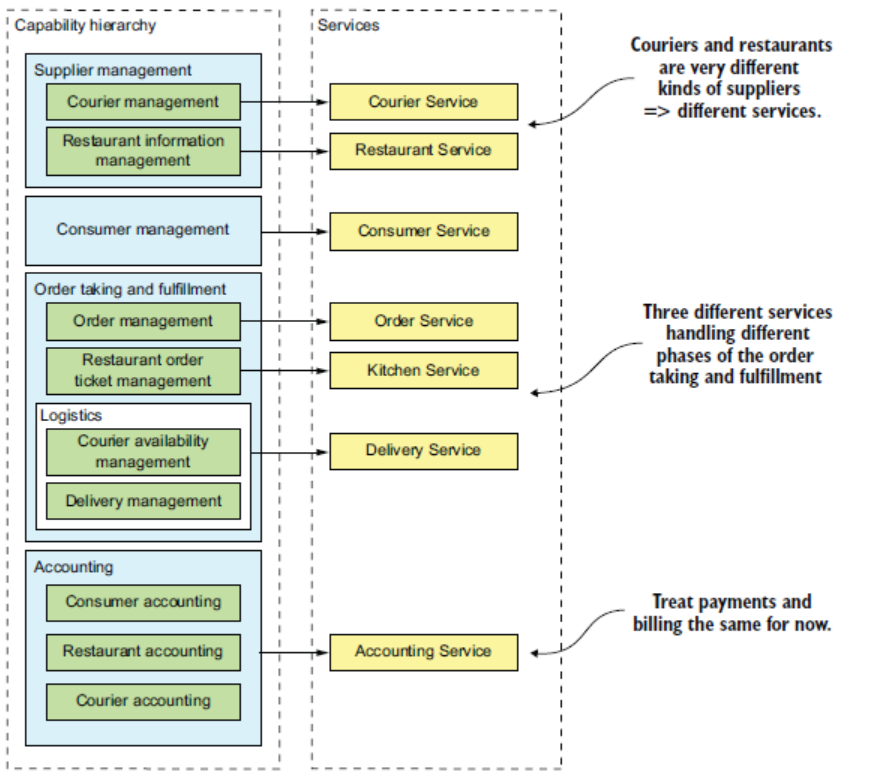 Capability hierarchy
Services
Supplier management
Courier management
Courier Service
Restaurant information
management
Restaurant Service
Couriers and restaurants
are very different
kinds of suppliers
=> different services.
Consumer management
Consumer Service
Order taking and fulfillment
Order management
Order Service
Restaurant order
ticket management
Kitchen Service
Three different services
handling different
phases of the order
taking and fulfillment
Logistics
Courier availability
management
Delivery Service
Delivery management
Accounting
Consumer accounting
Restaurant accounting
Accounting Service
Courier accounting
Treat payments and
billing the same for now.